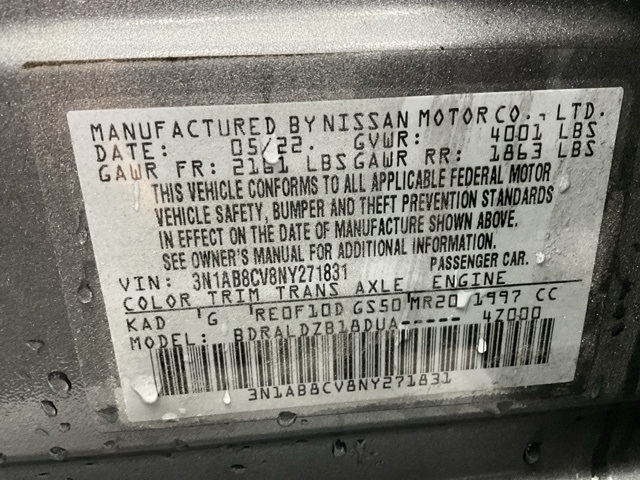 MANUFACTURED BY NISSAN MOTOR CO., LTD.
DATE: 05/22. GVWR: 4001 LBS
GAWR FR: 2161 LBS GAWR RR: 1863 LBS
THIS VEHICLE CONFORMS TO ALL APPLICABLE FEDERAL MOTOR
VEHICLE SAFETY, BUMPER AND THEFT PREVENTION STANDARDS
IN EFFECT ON THE DATE OF MANUFACTURE SHOWN ABOVE.
SEE OWNER'S MANUAL FOR ADDITIONAL INFORMATION.
VIN: 3N1AB8CV8NY271831 PASSENGER CAR.
COLOR TRIM TRANS AXLE ENGINE
KAD G RE0F10D GS50 MR20 1997 CC
MODEL: BDRALDZB18DUA----- 47000
3N1AB8CV8NY271831